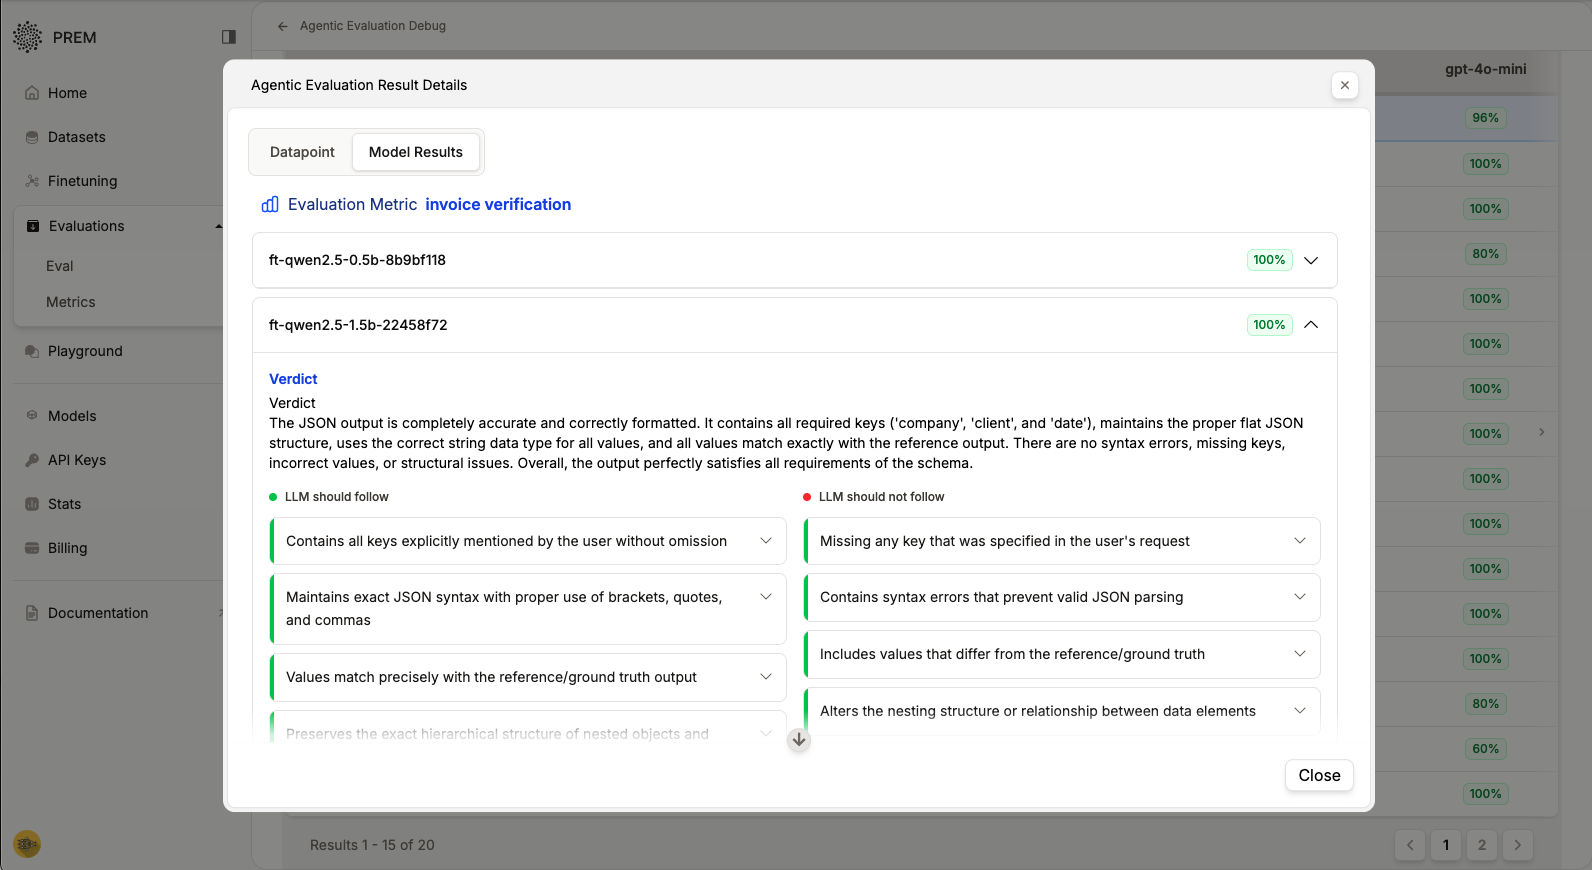 PREM
Home
Datasets
Finetuning
Evaluations
Eval
Metrics
Playground
Models
API Keys
Stats
Billing
Documentation
Agentic Evaluation Debug
Agentic Evaluation Result Details
Datapoint
Model Results
Evaluation Metric invoice verification
ft-qwen2.5-0.5b-8b9bf118
100%
ft-qwen2.5-1.5b-22458f72
100%
Verdict
Verdict
The JSON output is completely accurate and correctly formatted. It contains all required keys ('company', 'client', and 'date'), maintains the proper flat JSON
structure, uses the correct string data type for all values, and all values match exactly with the reference output. There are no syntax errors, missing keys,
incorrect values, or structural issues. Overall, the output perfectly satisfies all requirements of the schema.
LLM should follow
Contains all keys explicitly mentioned by the user without omission
Maintains exact JSON syntax with proper use of brackets, quotes,
and commas
Values match precisely with the reference/ground truth output
Preserves the exact hierarchical structure of nested objects and
LLM should not follow
Missing any key that was specified in the user's request
Contains syntax errors that prevent valid JSON parsing
Includes values that differ from the reference/ground truth
Alters the nesting structure or relationship between data elements
Close
gpt-4o-mini
96%
100%
100%
80%
100%
100%
100%
100%
100%
100%
100%
100%
100%
80%
60%
100%
Results 1 - 15 of 20
1
2